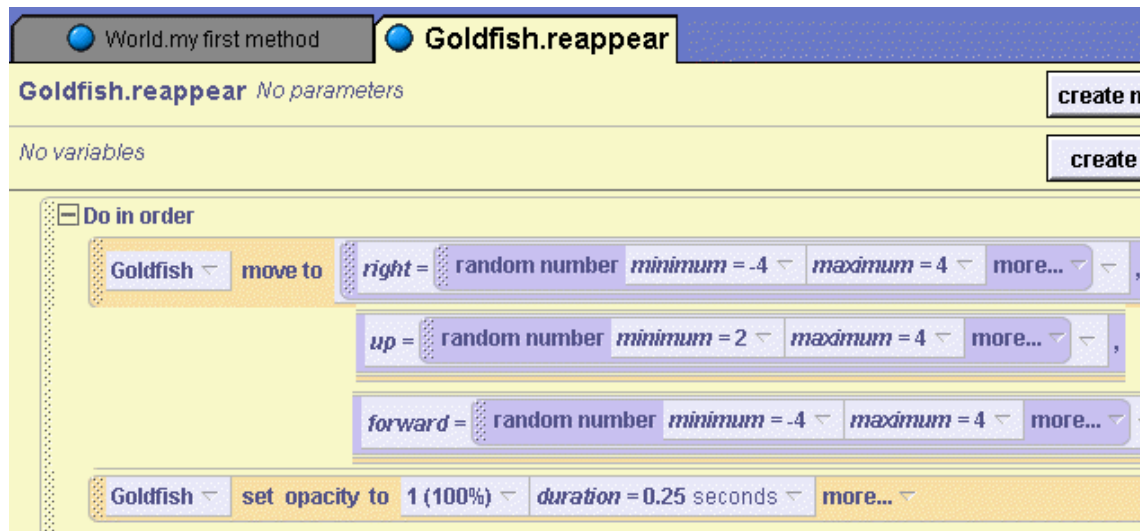 World.my first method Goldfish.reappear
Goldfish.reappear No parameters create n
No variables create
Do in order
Goldfish move to right = random number minimum = -4 maximum = 4 more... ,
up = random number minimum = 2 maximum = 4 more... ,
forward = random number minimum = -4 maximum = 4 more...
Goldfish set opacity to 1 (100%) duration = 0.25 seconds more...